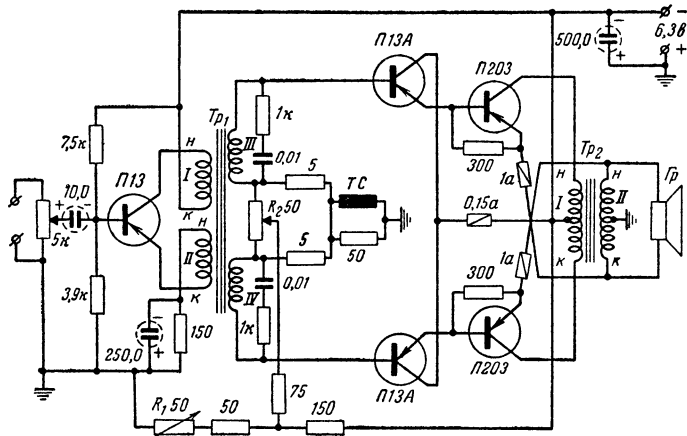 −
6,3в
+
500,0
− +
П13А
П203
1к
Тр1
7,5к
н
I
III
0,01
5
ТС
300
1а
Тр2
П13
10,0
+ −
к
н
R2 50
0,15а
н
I
н
II
Гр
5к
II
5
50
1а
к
к
3,9к
к
IV
0,01
300
−
+
250,0
150
1к
П13А
П203
75
R1 50
50
150